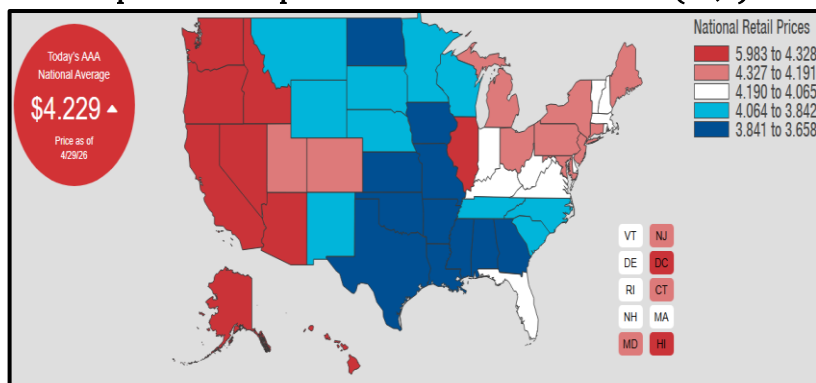 Today's AAA
National Average
$4.229
Price as of
4/29/26
National Retail Prices
5.983 to 4.328
4.327 to 4.191
4.190 to 4.065
4.064 to 3.842
3.841 to 3.658
VT NJ
DE DC
RI CT
NH MA
MD HI